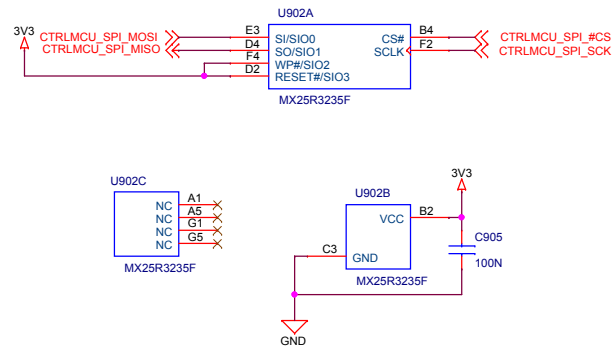 U902A
3V3
CTRLMCU_SPI_MOSI E3 SI/SIO0 CS# B4 CTRLMCU_SPI_#CS
CTRLMCU_SPI_MISO D4 SO/SIO1 SCLK F2 CTRLMCU_SPI_SCK
F4 WP#/SIO2
D2 RESET#/SIO3
MX25R3235F
U902C
NC A1
NC A5
NC G1
NC G5
MX25R3235F
U902B
3V3
VCC B2
C3 GND
MX25R3235F
C905
100N
GND